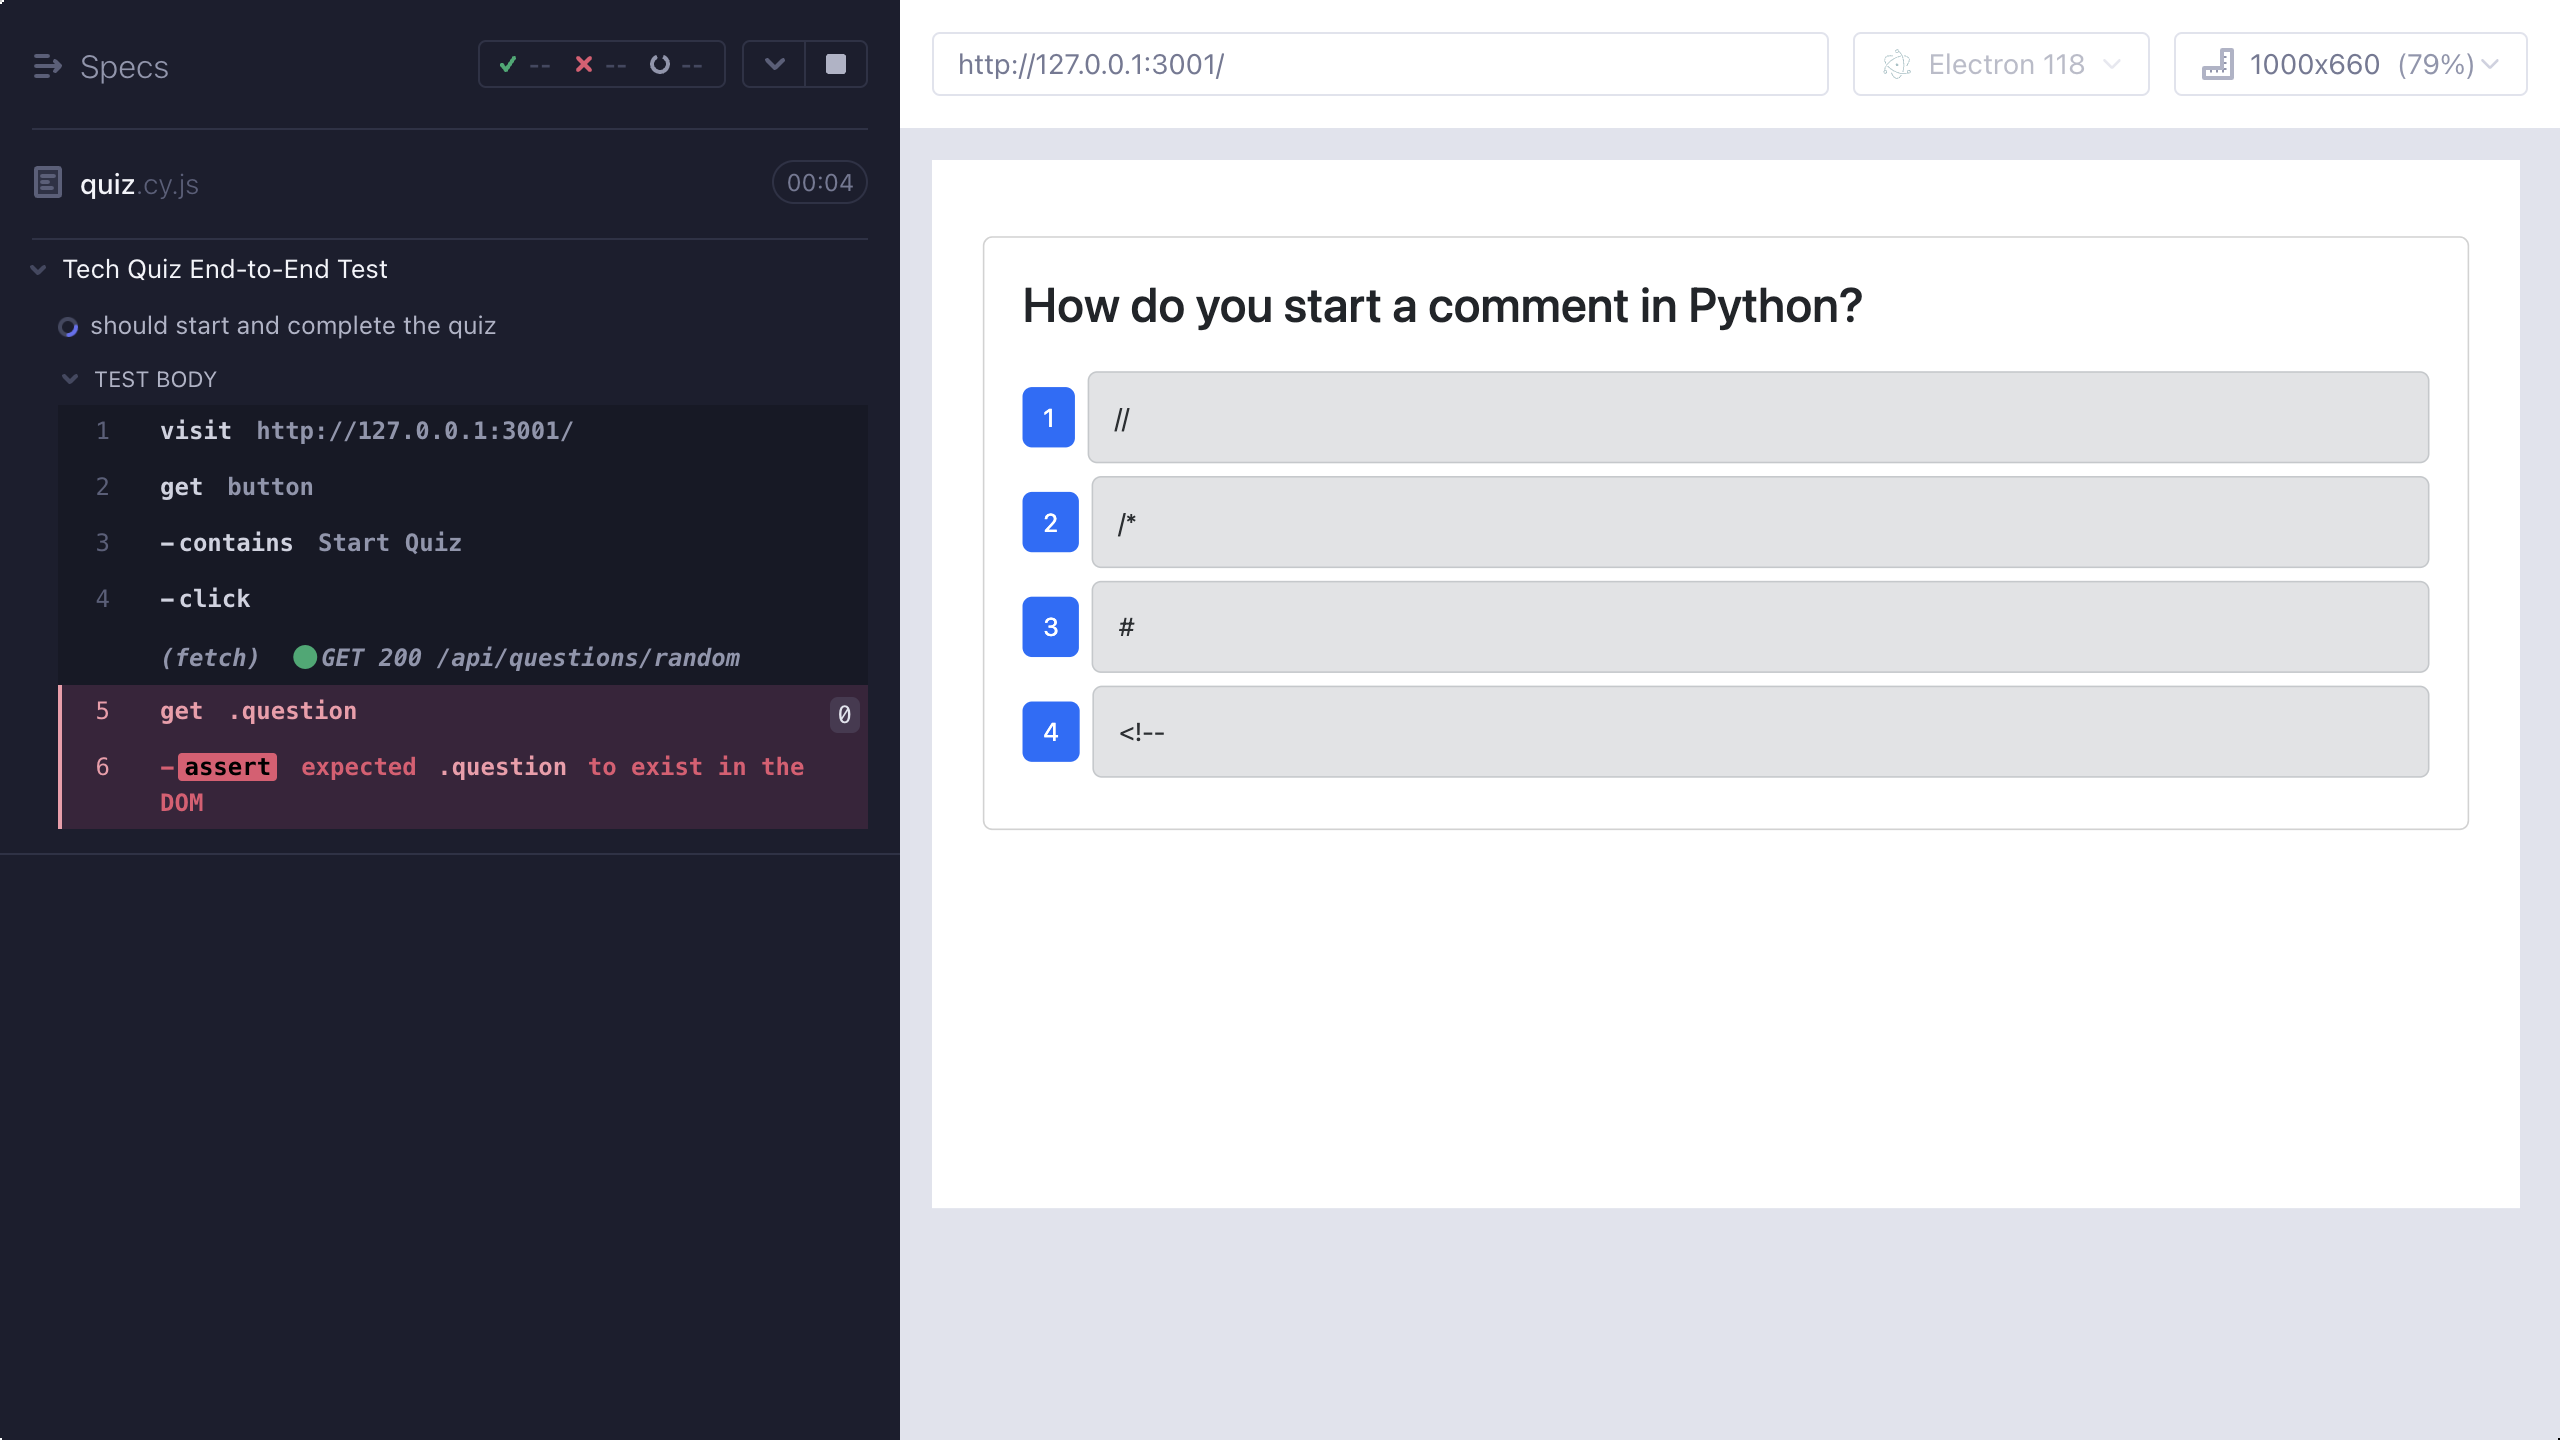 Specs
-- -- --
quiz.cy.js
00:04
Tech Quiz End-to-End Test
should start and complete the quiz
TEST BODY
1 visit http://127.0.0.1:3001/
2 get button
3 -contains Start Quiz
4 -click
(fetch) GET 200 /api/questions/random
5 get .question 0
6 -assert expected .question to exist in the
DOM
http://127.0.0.1:3001/
Electron 118
1000x660 (79%)
How do you start a comment in Python?
1 //
2 /*
3 #
4 <!--